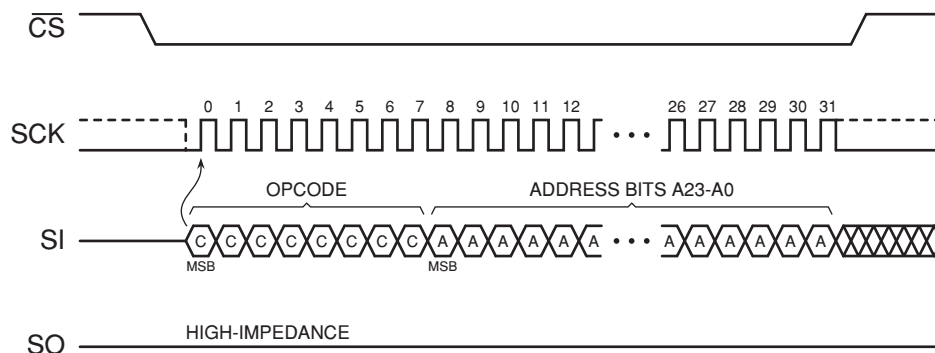 CS
0 1 2 3 4 5 6 7 8 9 10 11 12 26 27 28 29 30 31
SCK
OPCODE ADDRESS BITS A23-A0
SI C C C C C C C C A A A A A A A A A A A A
MSB MSB
HIGH-IMPEDANCE
SO